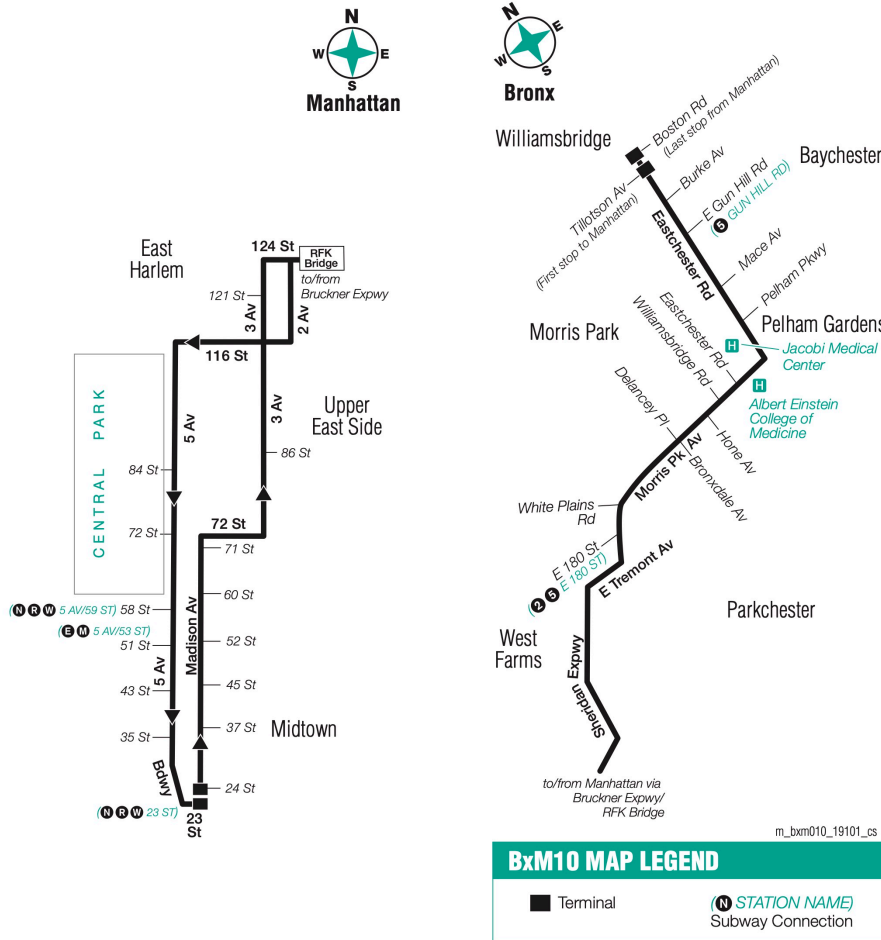 N
W
E
S
Manhattan
N
W
E
S
Bronx
East
Harlem
124 St
RFK
Bridge
to/from
Bruckner Expwy
121 St
3 Av
2 Av
116 St
CENTRAL PARK
5 Av
3 Av
Upper
East Side
86 St
84 St
72 St
72 St
71 St
(N R W 5 AV/59 ST) 58 St
60 St
(E M 5 AV/53 ST)
51 St
Madison Av
52 St
5 Av
43 St
45 St
35 St
37 St
Midtown
Bdpwy
24 St
(N R W 23 ST)
23
St
Williamsbridge
Boston Rd
(Last stop from Manhattan)
Baychester
Tillotson Av
(First stop to Manhattan)
Burke Av
E Gun Hill Rd
(5 GUN HILL RD)
Eastchester Rd
Mace Av
Pelham Pkwy
Morris Park
Pelham Gardens
Eastchester Rd
Williamsbridge Rd
H
Jacobi Medical
Center
H
Albert Einstein
College of
Medicine
Delancey Pl
Morris Pk Av
Hone Av
Bronxdale Av
White Plains
Rd
E 180 St
(2 5 E 180 ST)
E Tremont Av
Parkchester
West
Farms
Sheridan Expwy
to/from Manhattan via
Bruckner Expwy/
RFK Bridge
m_bxm010_19101_cs
BxM10 MAP LEGEND
Terminal
(N STATION NAME)
Subway Connection